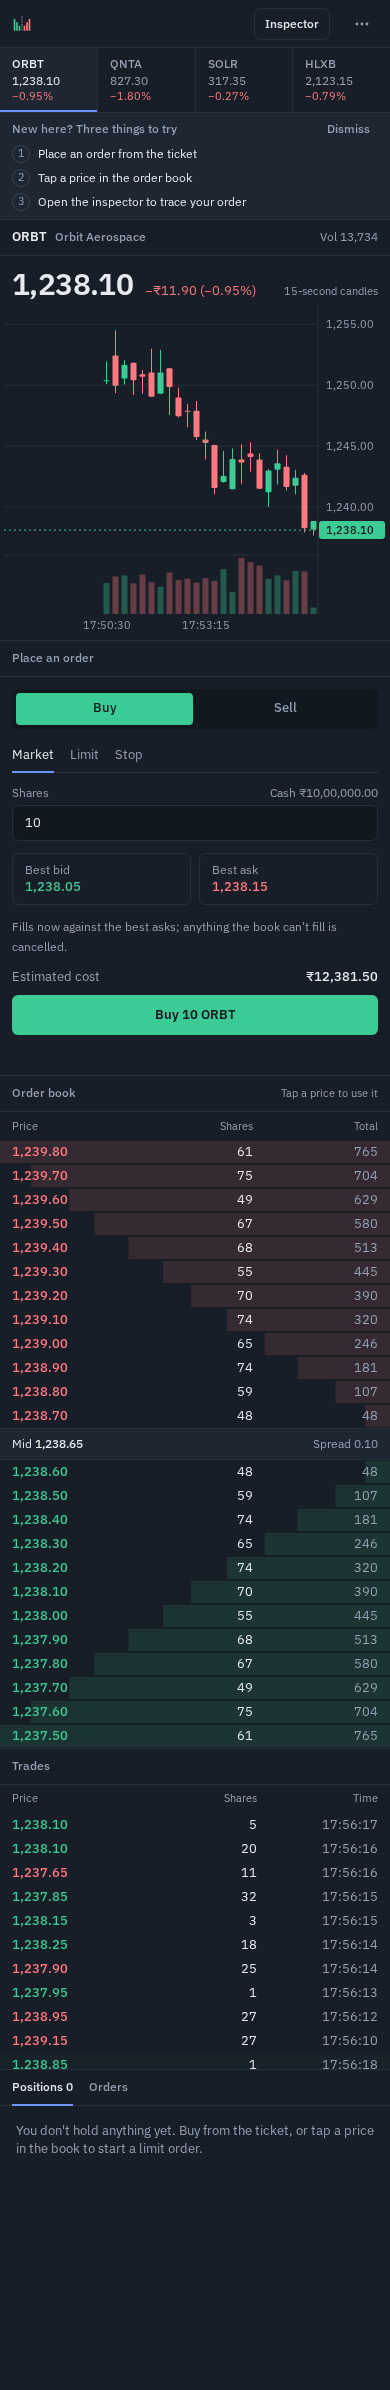 Inspector
ORBT QNTA SOLR HLXB
1,238.10 827.30 317.35 2,123.15
−0.95% −1.80% −0.27% −0.79%
New here? Three things to try Dismiss
1 Place an order from the ticket
2 Tap a price in the order book
3 Open the inspector to trace your order
ORBT Orbit Aerospace Vol 13,734
1,238.10 −₹11.90 (−0.95%) 15-second candles
1,255.00
1,250.00
1,245.00
1,240.00
1,238.10
17:50:30 17:53:15
Place an order
Buy Sell
Market Limit Stop
Shares Cash ₹10,00,000.00
10
Best bid Best ask
1,238.05 1,238.15
Fills now against the best asks; anything the book can't fill is
cancelled.
Estimated cost ₹12,381.50
Buy 10 ORBT
Order book Tap a price to use it
Price Shares Total
1,239.80 61 765
1,239.70 75 704
1,239.60 49 629
1,239.50 67 580
1,239.40 68 513
1,239.30 55 445
1,239.20 70 390
1,239.10 74 320
1,239.00 65 246
1,238.90 74 181
1,238.80 59 107
1,238.70 48 48
Mid 1,238.65 Spread 0.10
1,238.60 48 48
1,238.50 59 107
1,238.40 74 181
1,238.30 65 246
1,238.20 74 320
1,238.10 70 390
1,238.00 55 445
1,237.90 68 513
1,237.80 67 580
1,237.70 49 629
1,237.60 75 704
1,237.50 61 765
Trades
Price Shares Time
1,238.10 5 17:56:17
1,238.10 20 17:56:16
1,237.65 11 17:56:16
1,237.85 32 17:56:15
1,238.15 3 17:56:15
1,238.25 18 17:56:14
1,237.90 25 17:56:14
1,237.95 1 17:56:13
1,238.95 27 17:56:12
1,239.15 27 17:56:10
1,238.85 1 17:56:18
Positions 0 Orders
You don't hold anything yet. Buy from the ticket, or tap a price
in the book to start a limit order.